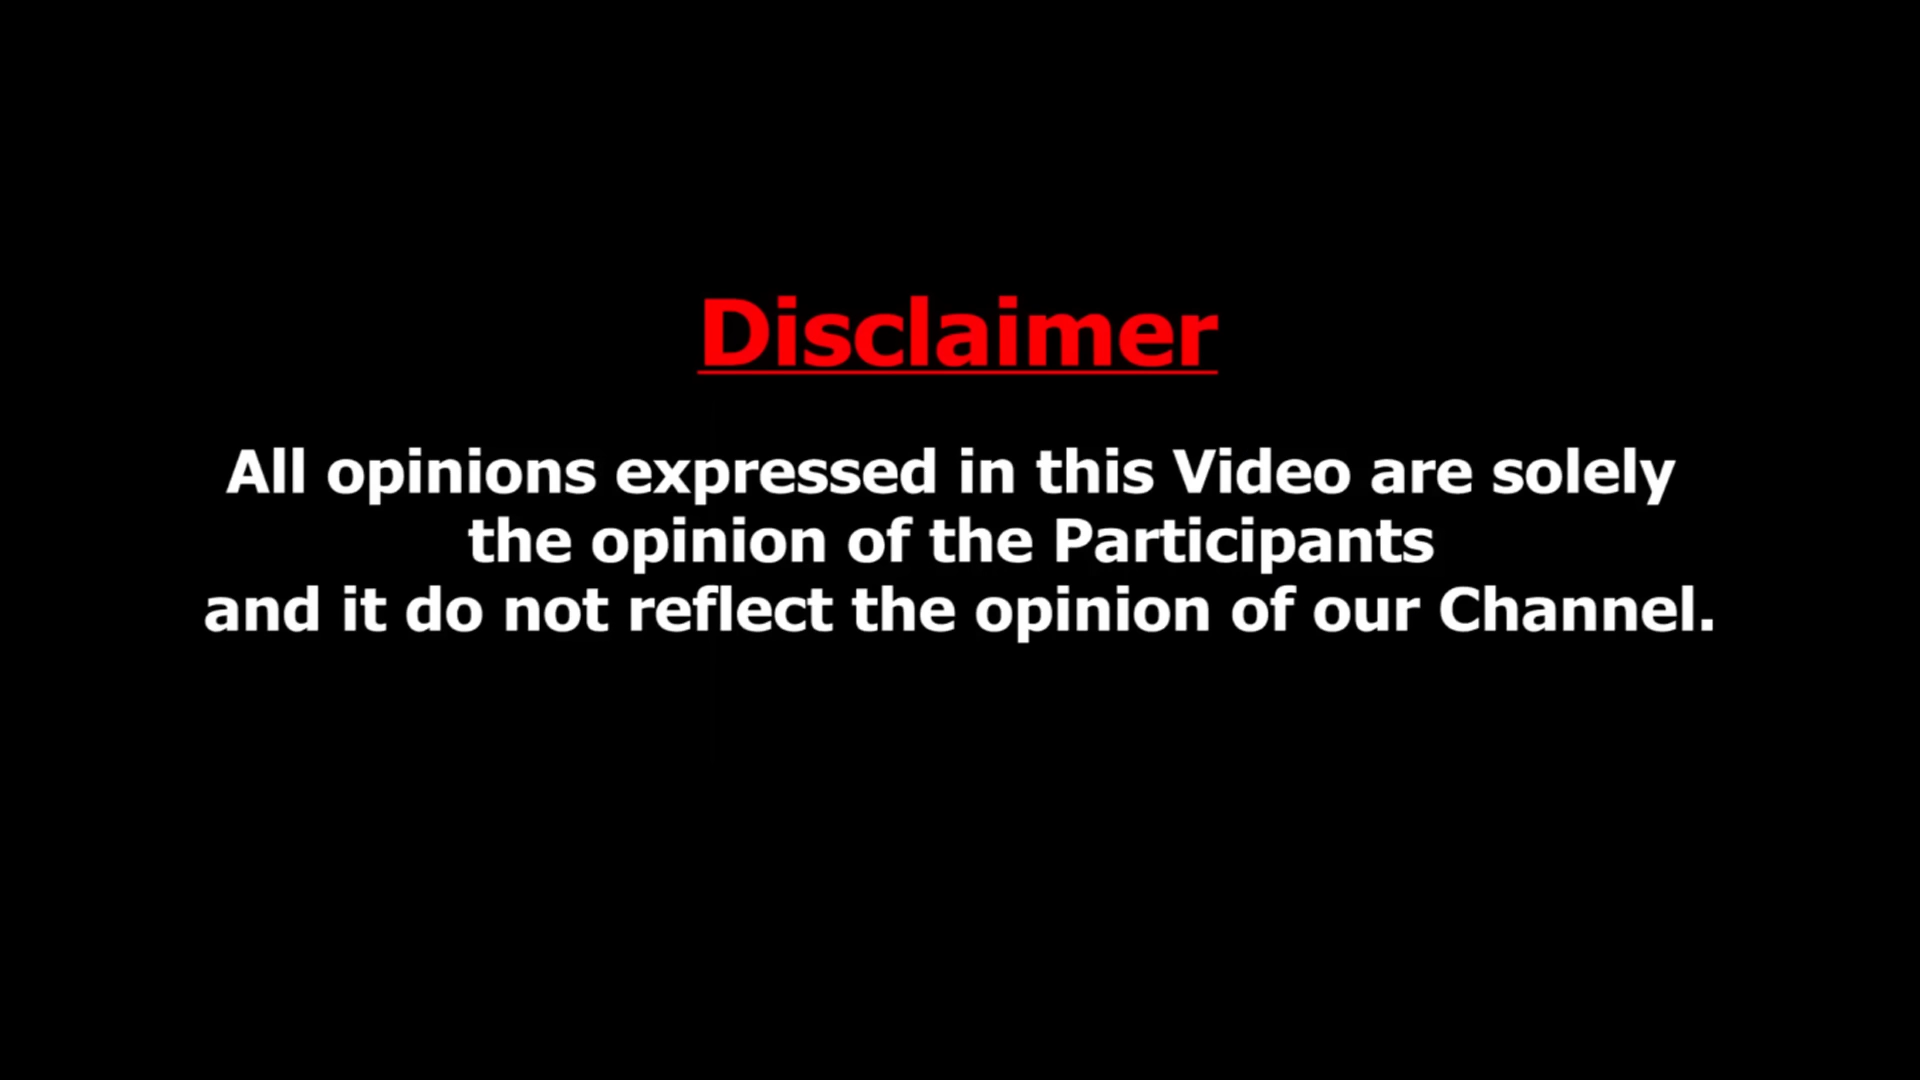 Disclaimer
All opinions expressed in this Video are solely
the opinion of the Participants
and it do not reflect the opinion of our Channel.